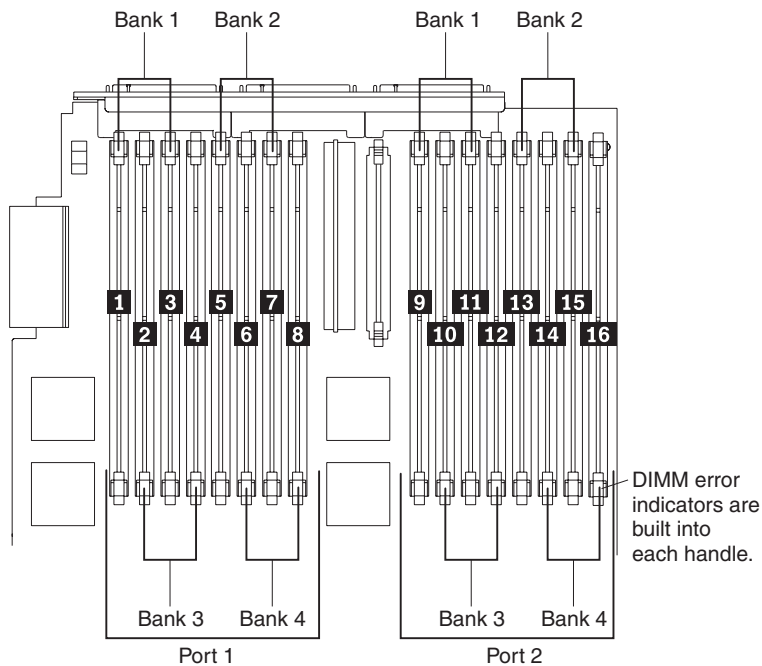 Bank 1 Bank 2 Bank 1 Bank 2
1 3 5 7 9 11 13 15
2 4 6 8 10 12 14 16
DIMM error
indicators are
built into
each handle.
Bank 3 Bank 4 Bank 3 Bank 4
Port 1 Port 2